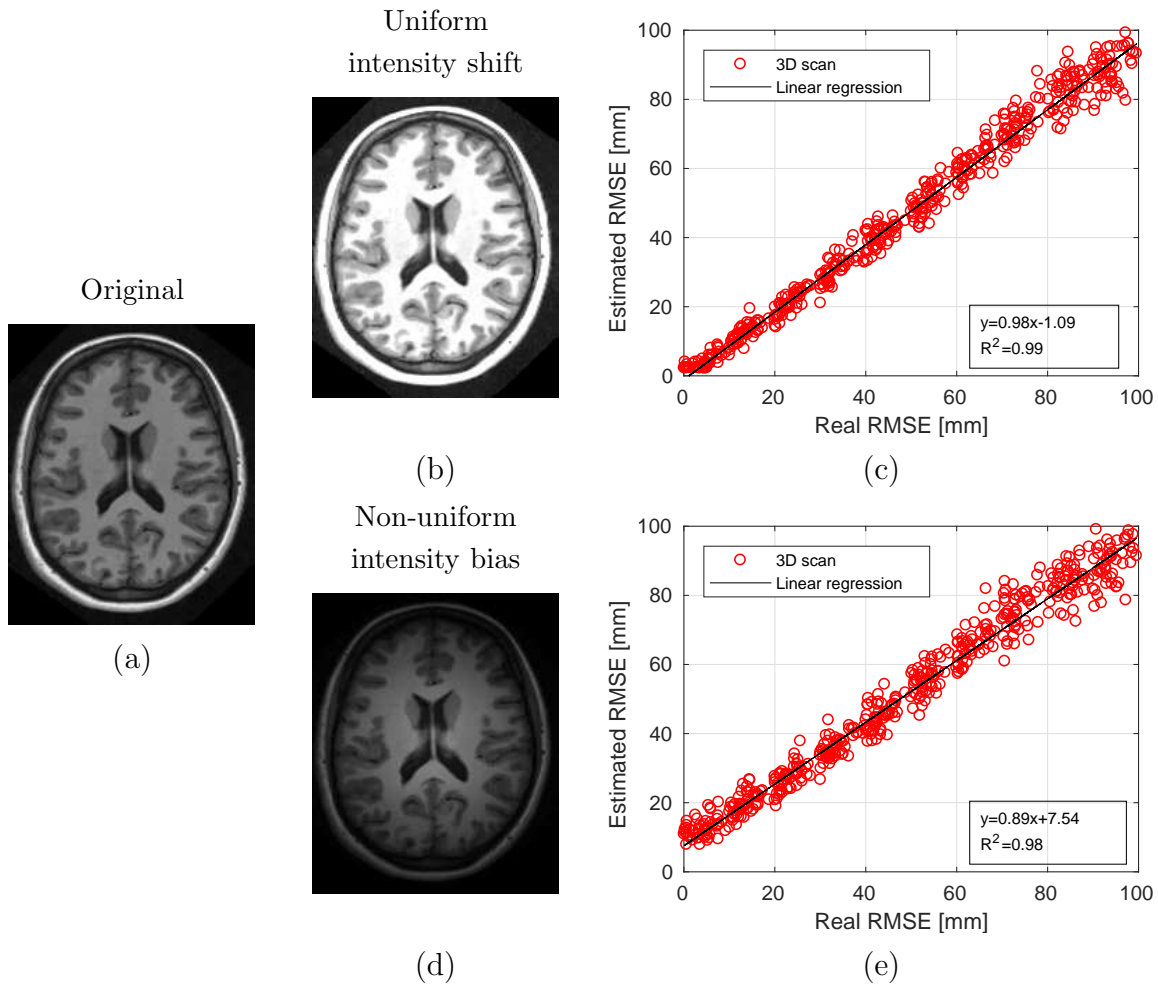 Original
(a)
Uniform
intensity shift
(b)
Estimated RMSE [mm]
100
80
60
40
20
0
3D scan
Linear regression
y=0.98x-1.09
R²=0.99
0 20 40 60 80 100
Real RMSE [mm]
(c)
Non-uniform
intensity bias
(d)
Estimated RMSE [mm]
100
80
60
40
20
0
3D scan
Linear regression
y=0.89x+7.54
R²=0.98
0 20 40 60 80 100
Real RMSE [mm]
(e)